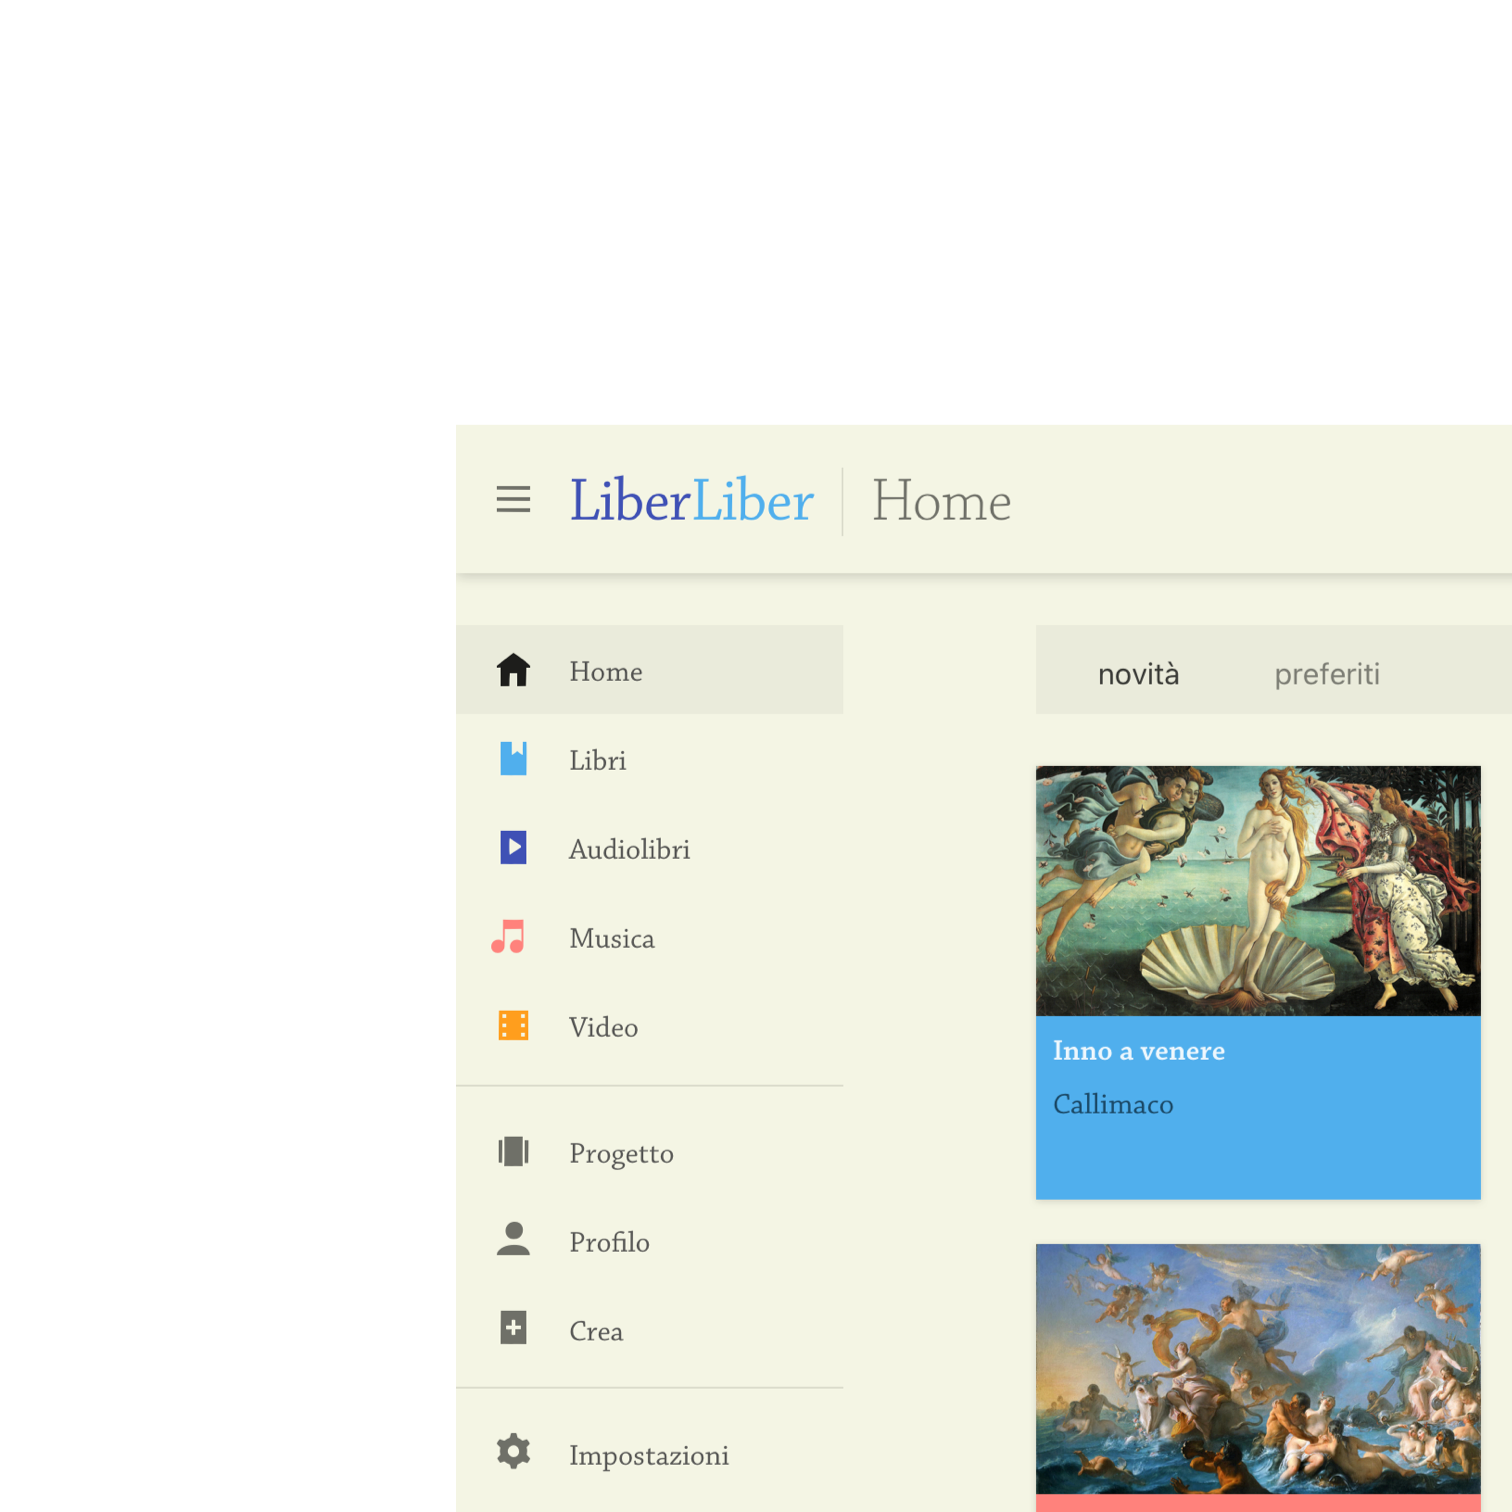 LiberLiber Home
Home
Libri
Audiolibri
Musica
Video
Progetto
Profilo
Crea
Impostazioni
novità preferiti
Inno a venere
Callimaco